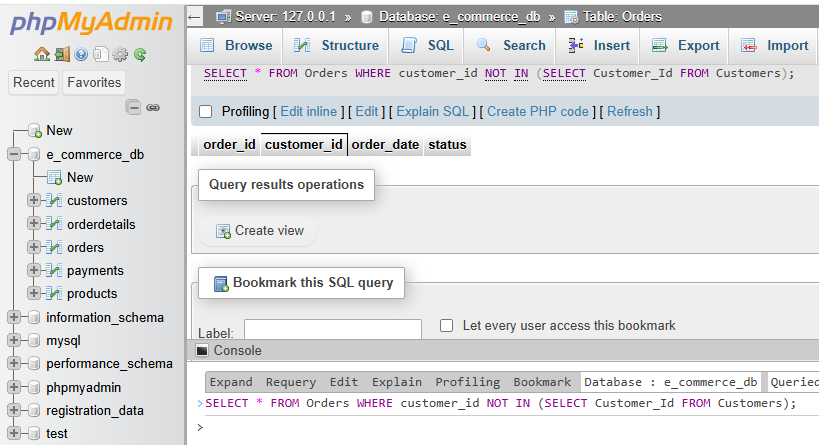 phpMyAdmin
Recent Favorites
New
e_commerce_db
New
customers
orderdetails
orders
payments
products
information_schema
mysql
performance_schema
phpmyadmin
registration_data
test
Server: 127.0.0.1 » Database: e_commerce_db » Table: Orders
Browse Structure SQL Search Insert Export Import
SELECT * FROM Orders WHERE customer_id NOT IN (SELECT Customer_Id FROM Customers);
Profiling [ Edit inline ] [ Edit ] [ Explain SQL ] [ Create PHP code ] [ Refresh ]
order_id customer_id order_date status
Query results operations
Create view
Bookmark this SQL query
Label: Let every user access this bookmark
Console
Expand Requery Edit Explain Profiling Bookmark Database : e_commerce_db Queried
>SELECT * FROM Orders WHERE customer_id NOT IN (SELECT Customer_Id FROM Customers);
>